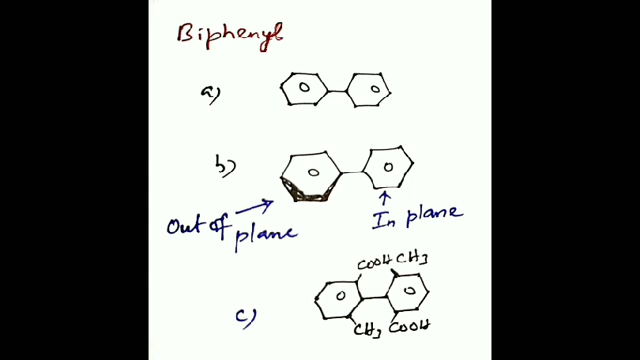 Biphenyl
a)
b)
Out of plane
In plane
COOH CH3
c)
CH3 COOH